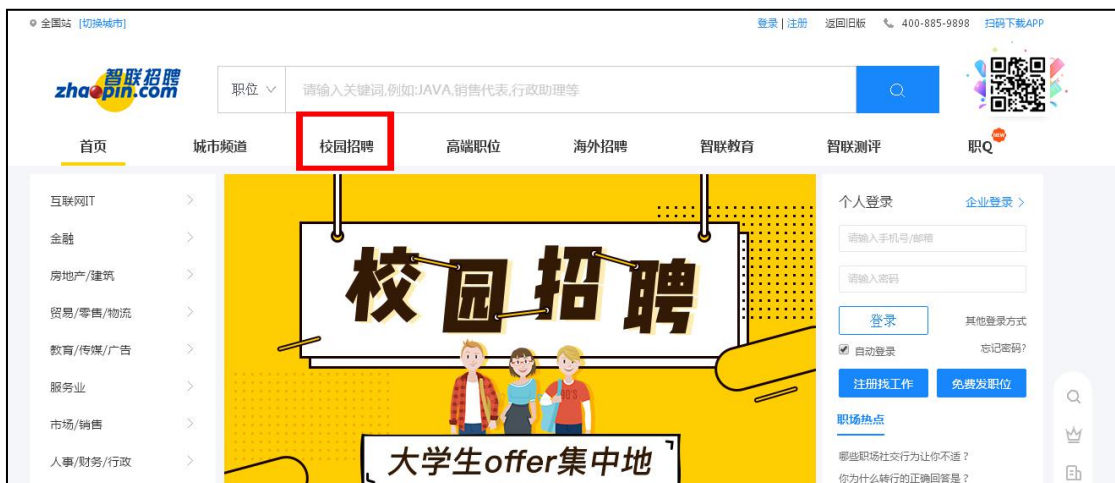 全国站 [切换城市] 登录 | 注册 返回旧版 400-885-9898 扫码下载APP
智联招聘
zhaopin.com
职位 请输入关键词,例如:JAVA,销售代表,行政助理等
首页 城市频道 校园招聘 高端职位 海外招聘 智联教育 智联测评 职Q NEW
互联网IT
金融
房地产/建筑
贸易/零售/物流
教育/传媒/广告
服务业
市场/销售
人事/财务/行政
校园招聘
90'S
大学生offer集中地
个人登录 企业登录
请输入手机号/邮箱
请输入密码
登录 其他登录方式
自动登录 忘记密码?
注册找工作 免费发职位
职场热点
哪些职场社交行为让你不适?
你为什么转行的正确回答是?